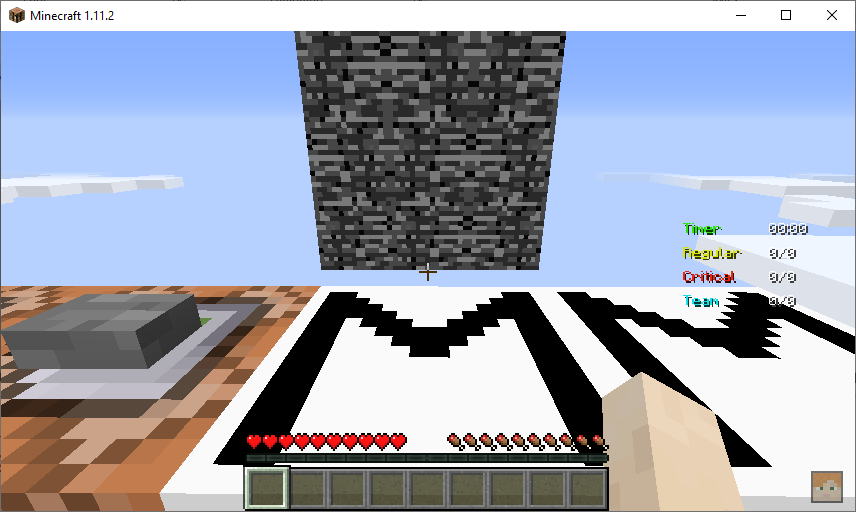 Minecraft 1.11.2
Timer 00:00
Regular 0/0
Critical 0/0
Team 0/0
M